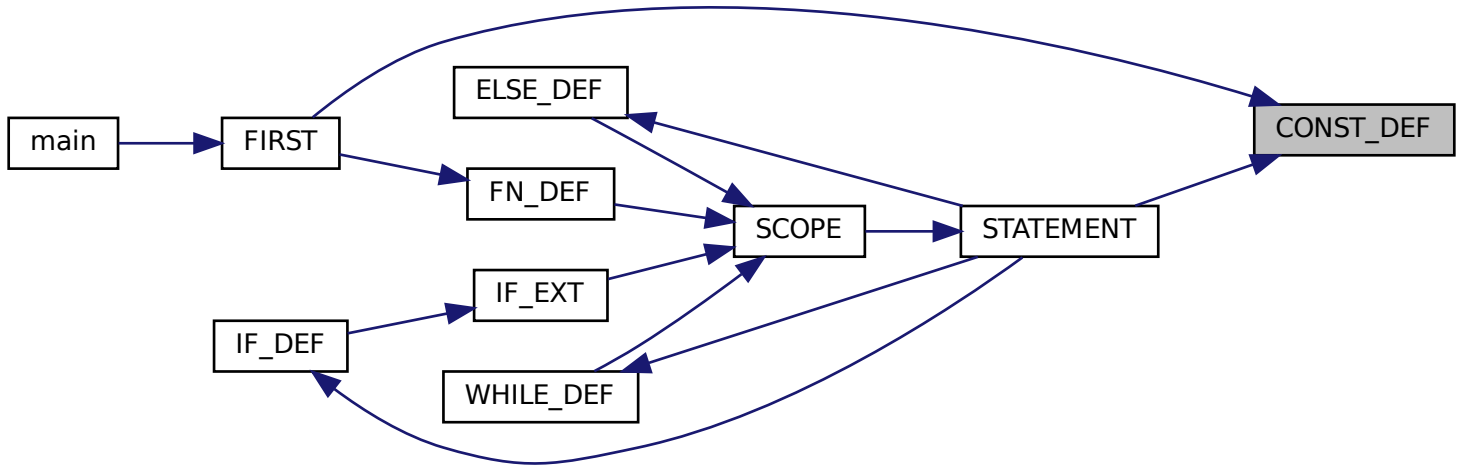 main
FIRST
ELSE_DEF
FN_DEF
IF_EXT
IF_DEF
WHILE_DEF
SCOPE
STATEMENT
CONST_DEF